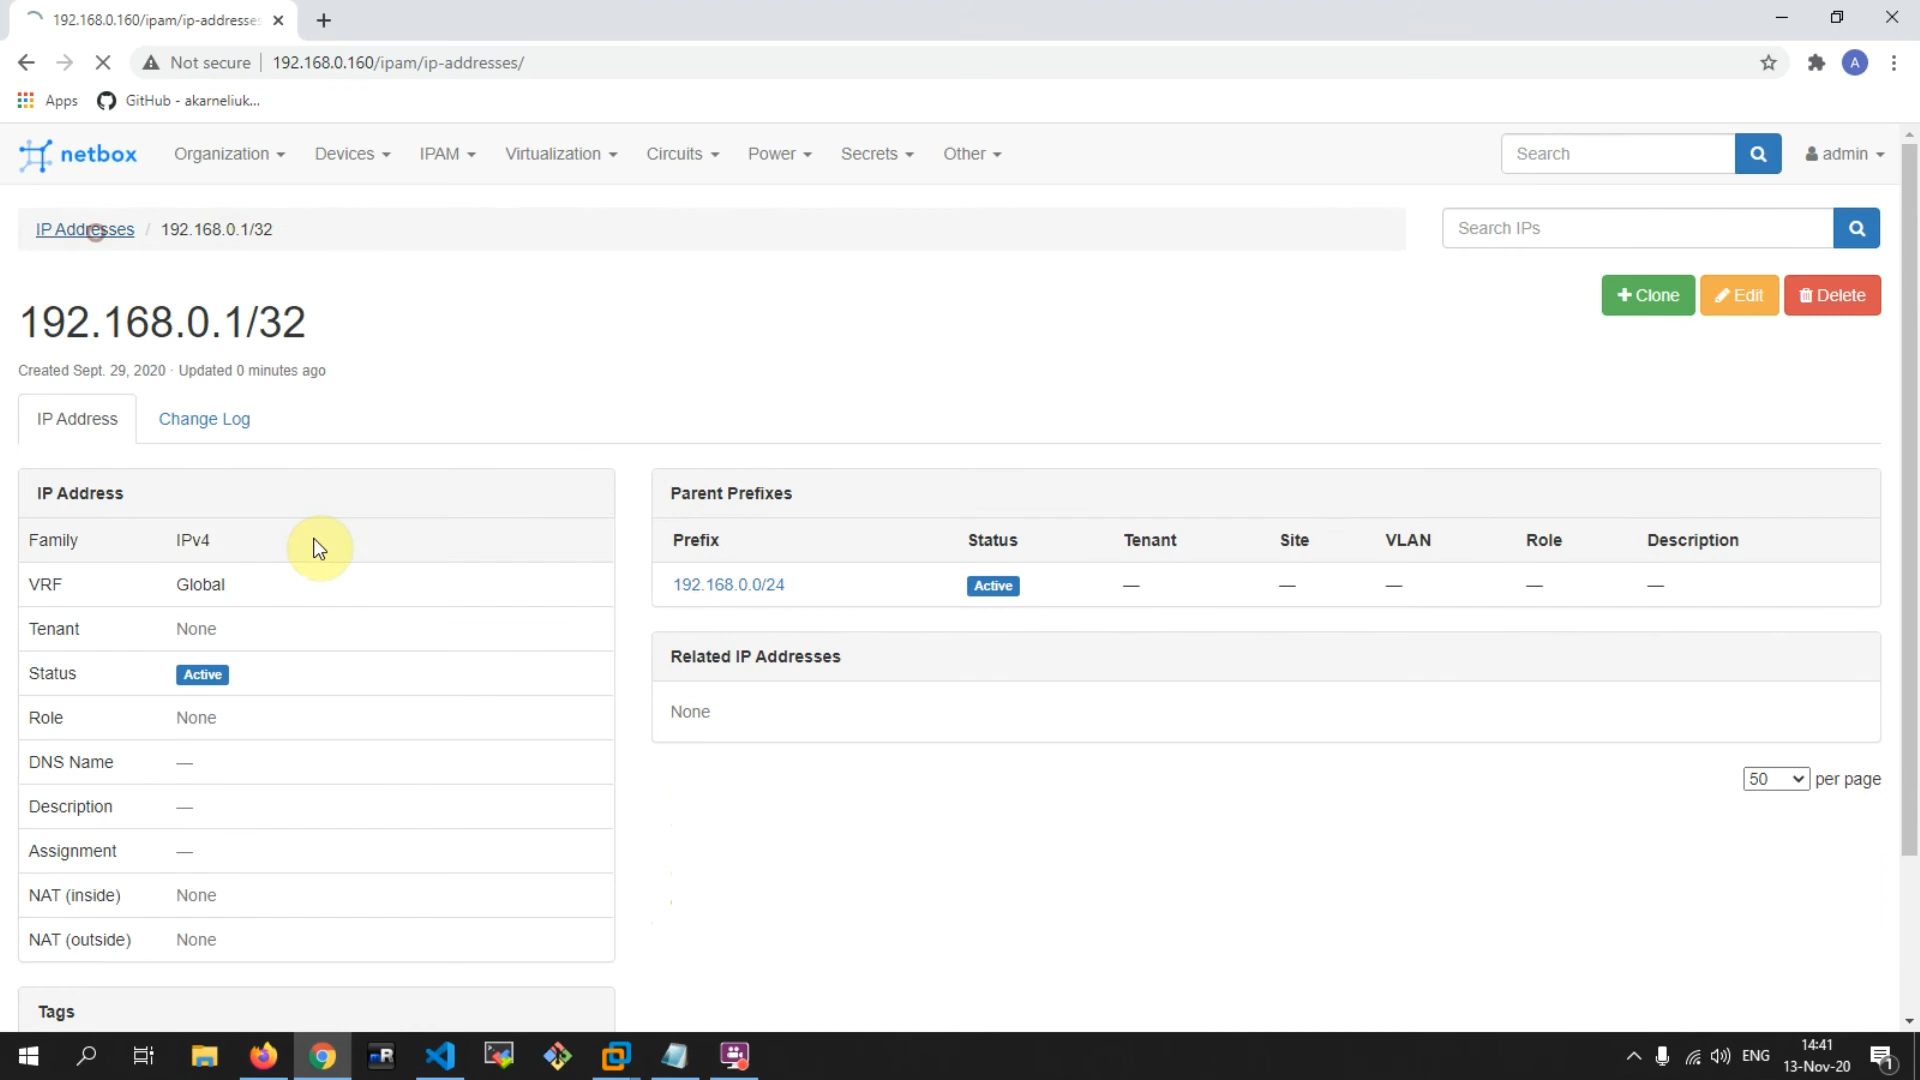 192.168.0.160/ipam/ip-addresses
Not secure
192.168.0.160/ipam/ip-addresses/
A
Apps
GitHub - akarneliuk...
netbox
Organization
Devices
IPAM
Virtualization
Circuits
Power
Secrets
Other
Search
admin
IP Addresses / 192.168.0.1/32
Search IPs
Clone
Edit
Delete
192.168.0.1/32
Created Sept. 29, 2020 · Updated 0 minutes ago
IP Address
Change Log
IP Address
Family IPv4
VRF Global
Tenant None
Status Active
Role None
DNS Name —
Description —
Assignment —
NAT (inside) None
NAT (outside) None
Tags
Parent Prefixes
Prefix Status Tenant Site VLAN Role Description
192.168.0.0/24 Active — — — — —
Related IP Addresses
None
50 per page
R
ENG
14:41
13-Nov-20
1